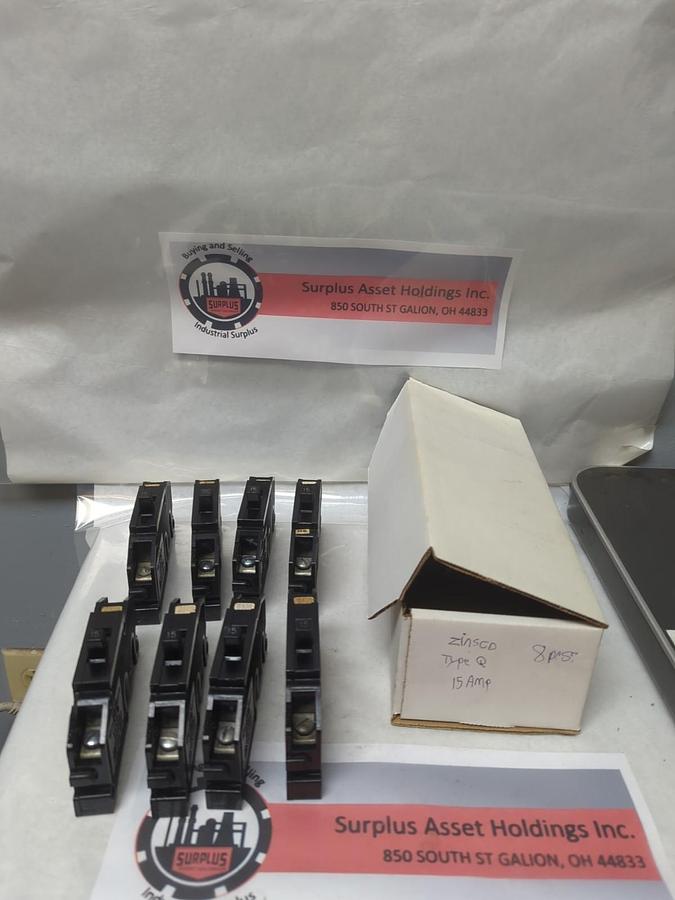 Buying and Selling
SURPLUS
Industrial Surplus
Surplus Asset Holdings Inc.
850 SOUTH ST GALION, OH 44833
15
15
15
15
ZINSCO
Type Q
15 Amp
8 pcs.
SURPLUS
Surplus Asset Holdings Inc.
850 SOUTH ST GALION, OH 44833